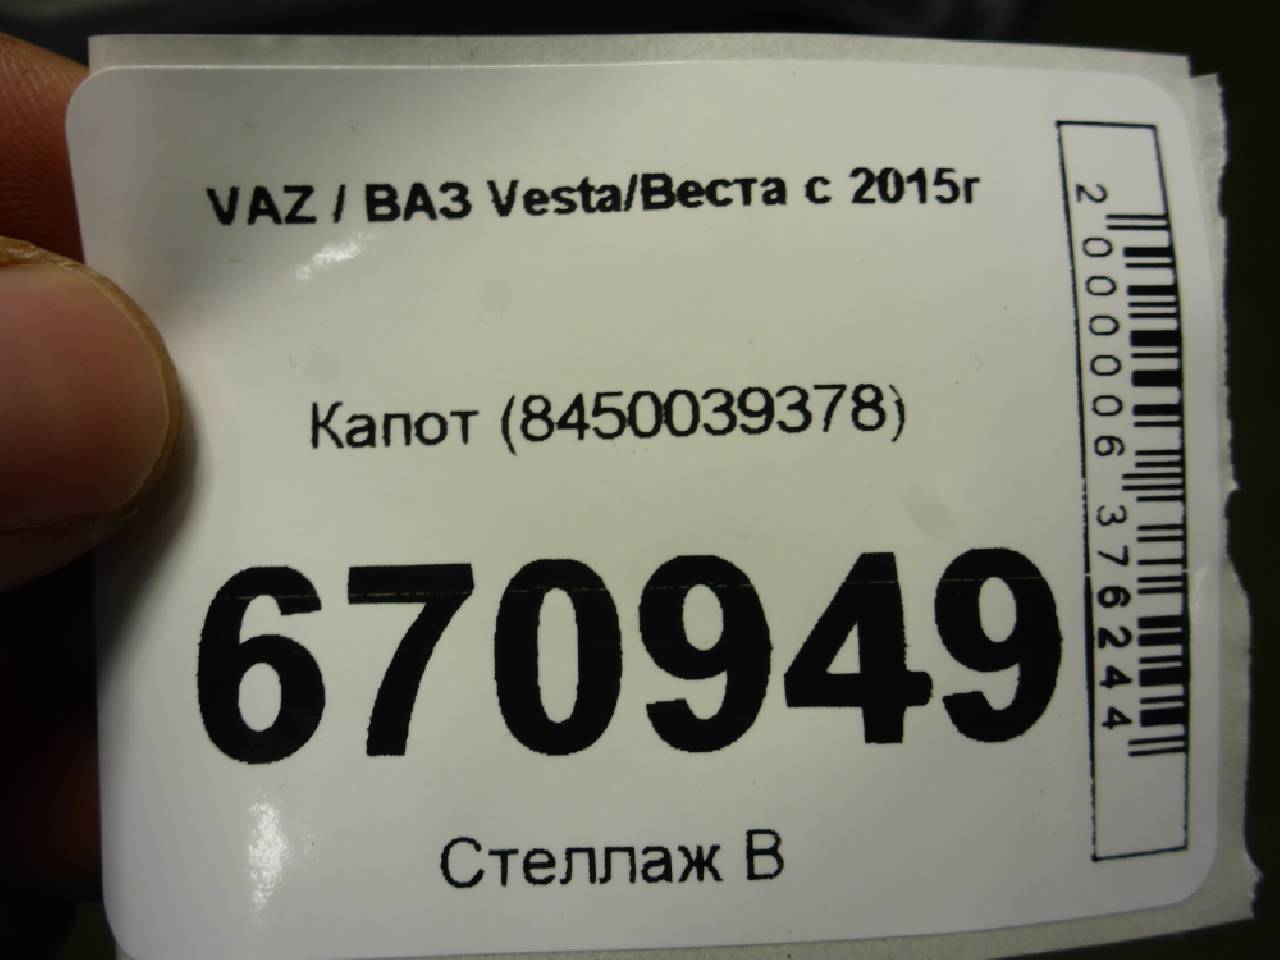 VAZ / ВАЗ Vesta/Веста с 2015г
Капот (8450039378)
670949
Стеллаж В
2000006376244